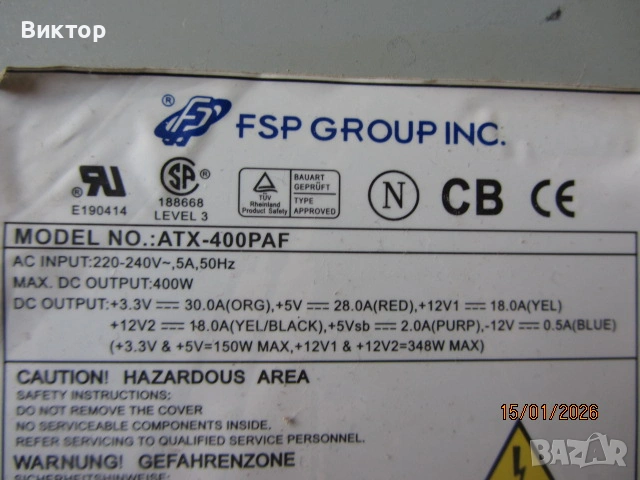 Виктор
FSP GROUP INC.
E190414
188668
LEVEL 3
TÜV
Rheinland
Product Safety
BAUART
GEPRÜFT
TYPE
APPROVED
N
CB CE
MODEL NO.:ATX-400PAF
AC INPUT:220-240V~,5A,50Hz
MAX. DC OUTPUT:400W
DC OUTPUT:+3.3V ⎓ 30.0A(ORG),+5V ⎓ 28.0A(RED),+12V1 ⎓ 18.0A(YEL)
+12V2 ⎓ 18.0A(YEL/BLACK),+5Vsb ⎓ 2.0A(PURP),-12V ⎓ 0.5A(BLUE)
(+3.3V & +5V=150W MAX,+12V1 & +12V2=348W MAX)
CAUTION! HAZARDOUS AREA
SAFETY INSTRUCTIONS:
DO NOT REMOVE THE COVER
NO SERVICEABLE COMPONENTS INSIDE.
REFER SERVICING TO QUALIFIED SERVICE PERSONNEL.
15/01/2026
WARNUNG! GEFAHRENZONE
SICHERHEITSHINWEISE:
BAZAR